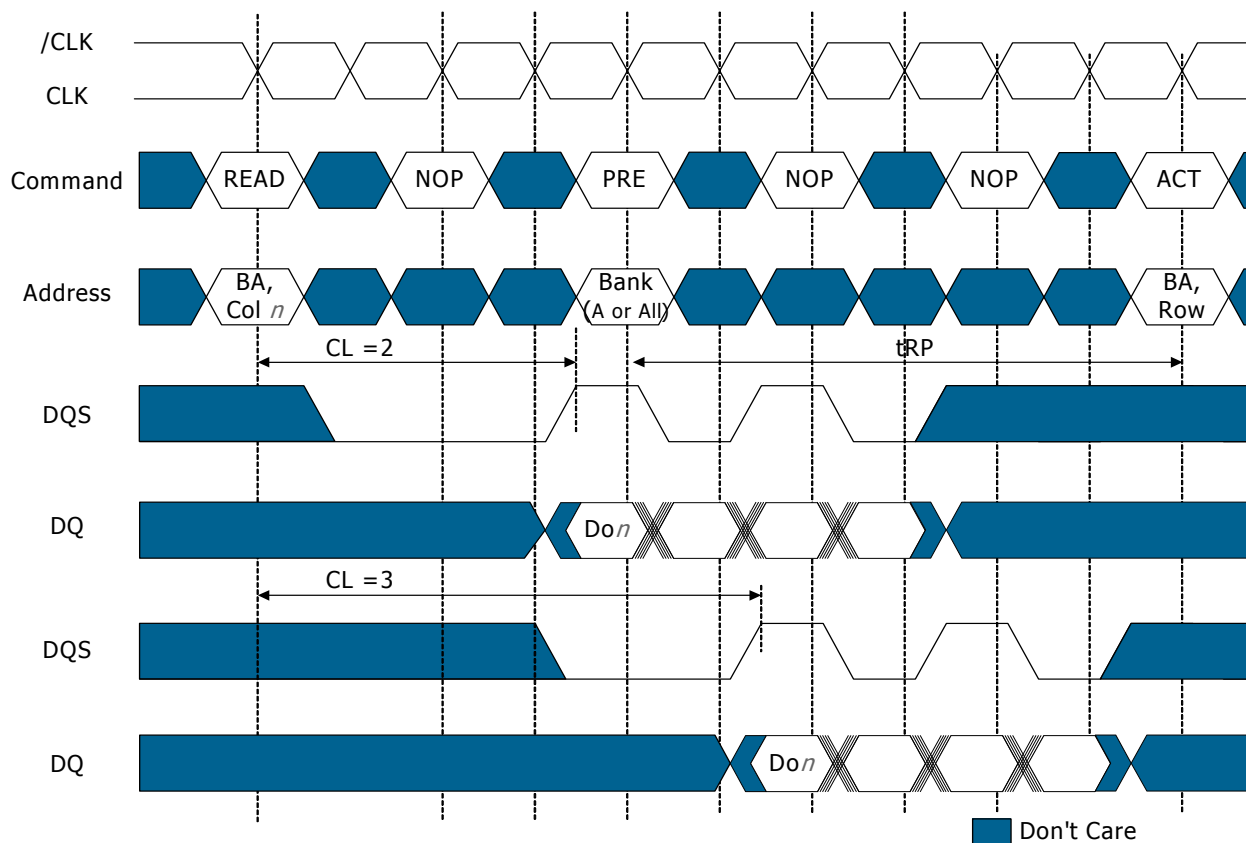 /CLK
CLK
Command
READ
NOP
PRE
NOP
NOP
ACT
Address
BA,
Col n
Bank
(A or All)
BA,
Row
CL =2
tRP
DQS
DQ
Don
CL =3
DQS
DQ
Don
Don't Care